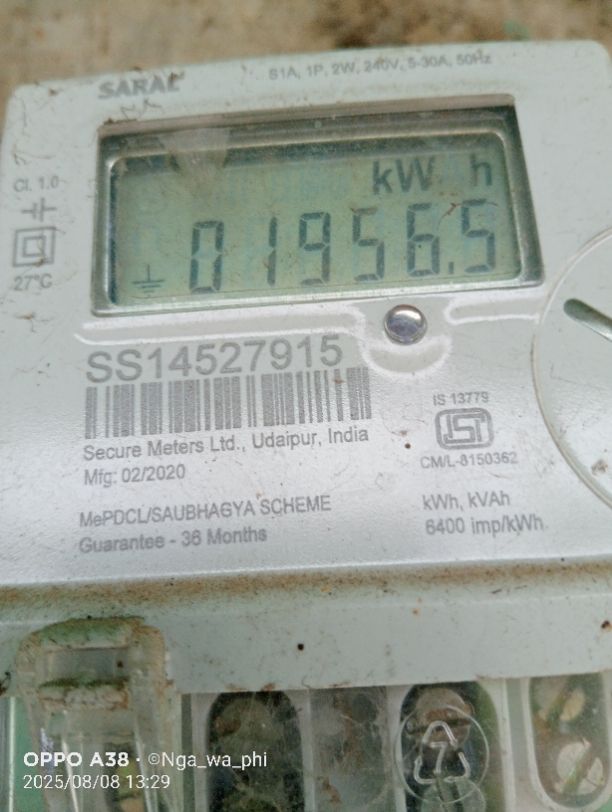 SARAL
S1A, 1P, 2W, 240V, 5-30A, 50Hz
Cl. 1.0
27°C
kW h
01956.5
SS14527915
Secure Meters Ltd., Udaipur, India
Mfg: 02/2020
IS 13779
ISI
CM/L-8150362
MePDCL/SAUBHAGYA SCHEME
Guarantee - 36 Months
kWh, kVAh
6400 imp/kWh
7
OPPO A38 · ©Nga_wa_phi
2025/08/08 13:29